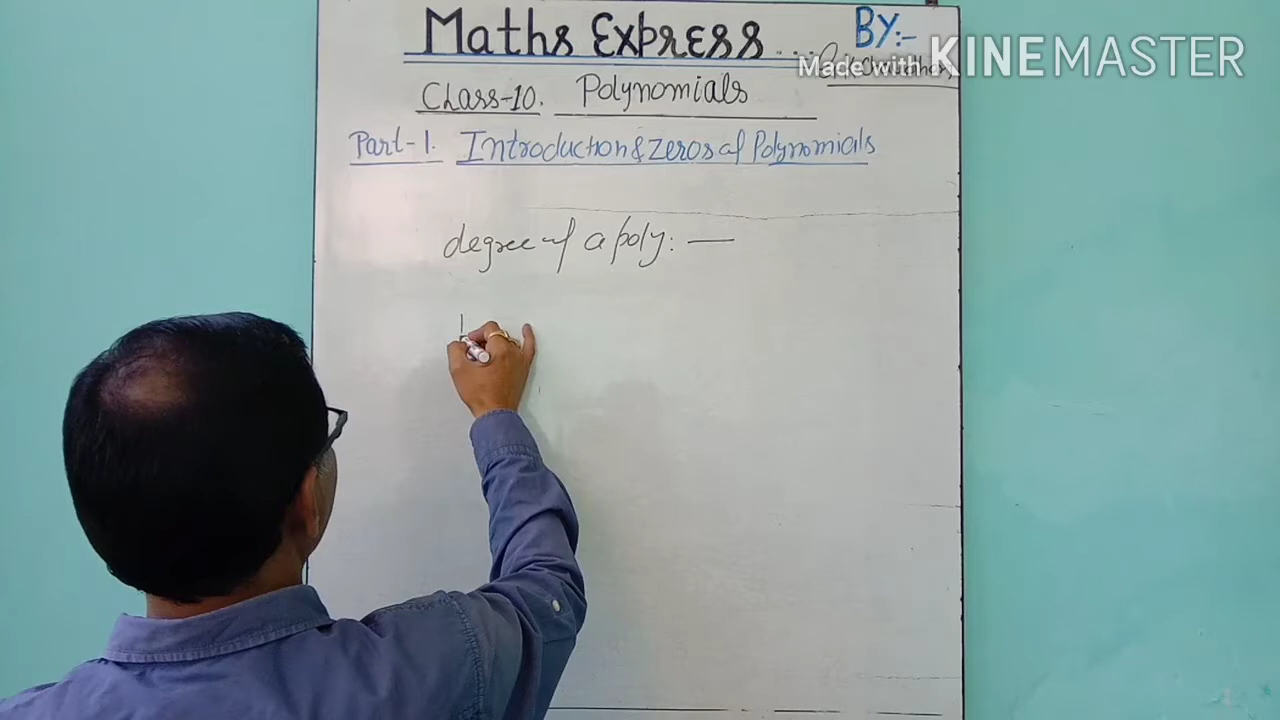 Maths Express ... BY:-
Made with KINEMASTER
Class-10. Polynomials
Part-1. Introduction & Zeros of Polynomials
degree of a poly: —